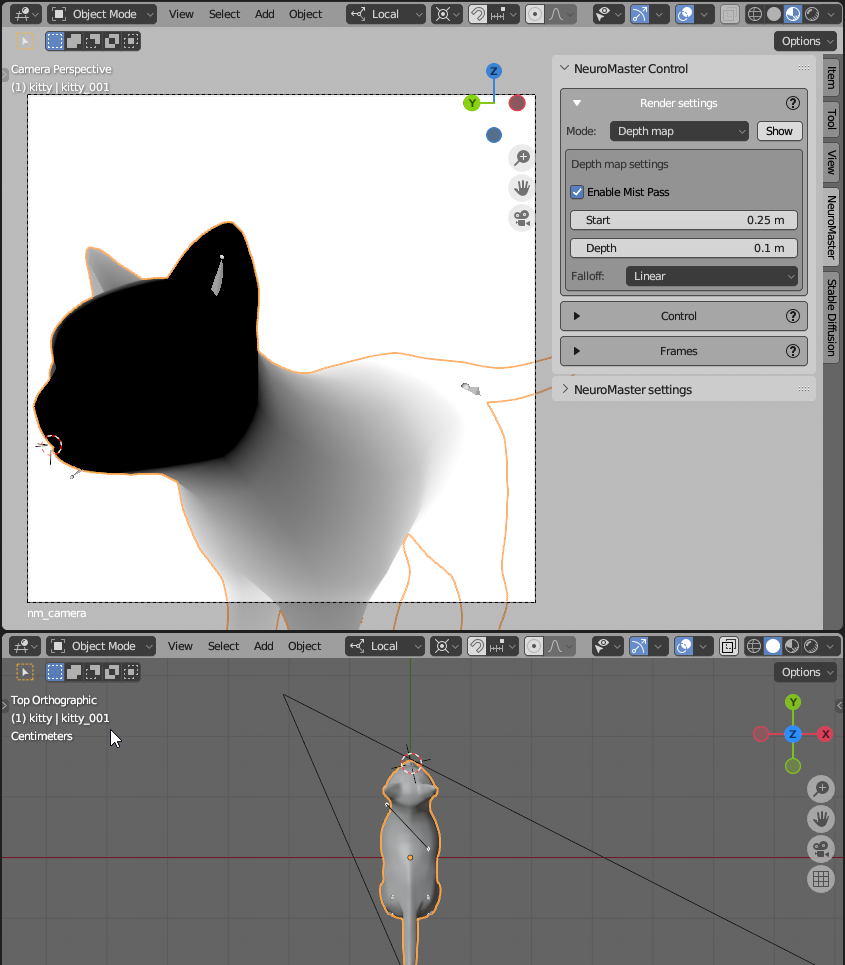 Object Mode View Select Add Object Local
Options
Camera Perspective
(1) kitty | kitty_001
Z
Y
nm_camera
NeuroMaster Control
Render settings ?
Mode: Depth map Show
Depth map settings
Enable Mist Pass
Start 0.25 m
Depth 0.1 m
Falloff: Linear
Control ?
Frames ?
NeuroMaster settings
Item
Tool
View
NeuroMaster
Stable Diffusion
Object Mode View Select Add Object Local
Options
Top Orthographic
(1) kitty | kitty_001
Centimeters
Y
Z X